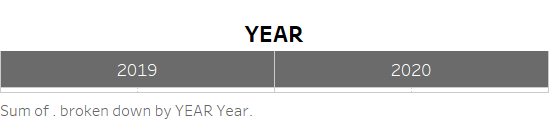 YEAR
2019 2020
Sum of . broken down by YEAR Year.